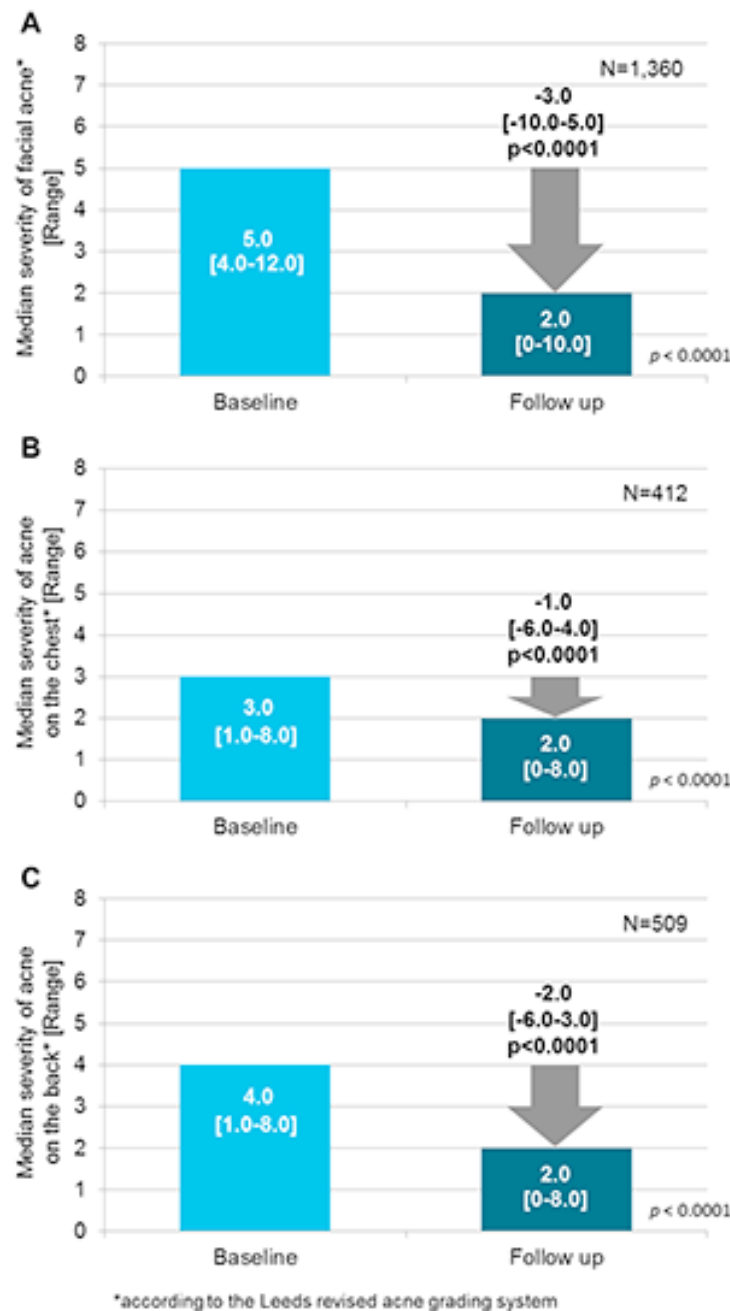 A
Median severity of facial acne*
[Range]
8
7
6
5
4
3
2
1
0
N=1,360
-3.0
[-10.0-5.0]
p<0.0001
5.0
[4.0-12.0]
2.0
[0-10.0]
p < 0.0001
Baseline
Follow up
B
Median severity of acne
on the chest* [Range]
8
7
6
5
4
3
2
1
0
N=412
-1.0
[-6.0-4.0]
p<0.0001
3.0
[1.0-8.0]
2.0
[0-8.0]
p < 0.0001
Baseline
Follow up
C
Median severity of acne
on the back* [Range]
8
7
6
5
4
3
2
1
0
N=509
-2.0
[-6.0-3.0]
p<0.0001
4.0
[1.0-8.0]
2.0
[0-8.0]
p < 0.0001
Baseline
Follow up
*according to the Leeds revised acne grading system